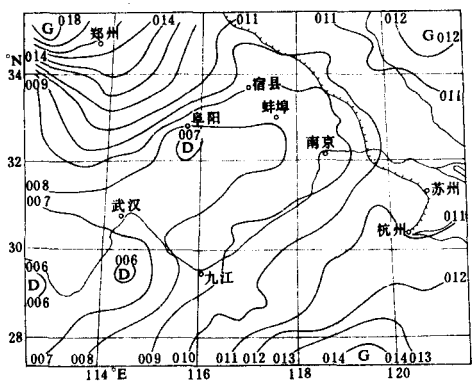 018 014 011 011 012
G 郑州 G 012
°N 014
34
009 宿县 011
蚌埠
阜阳
007
D 南京
32
008 苏州
007 武汉
杭州 011
30
006 006
D D 九江
006 012
28
007 008 009 010 011 012 013 014 G 014 013
114°E 116 118 120